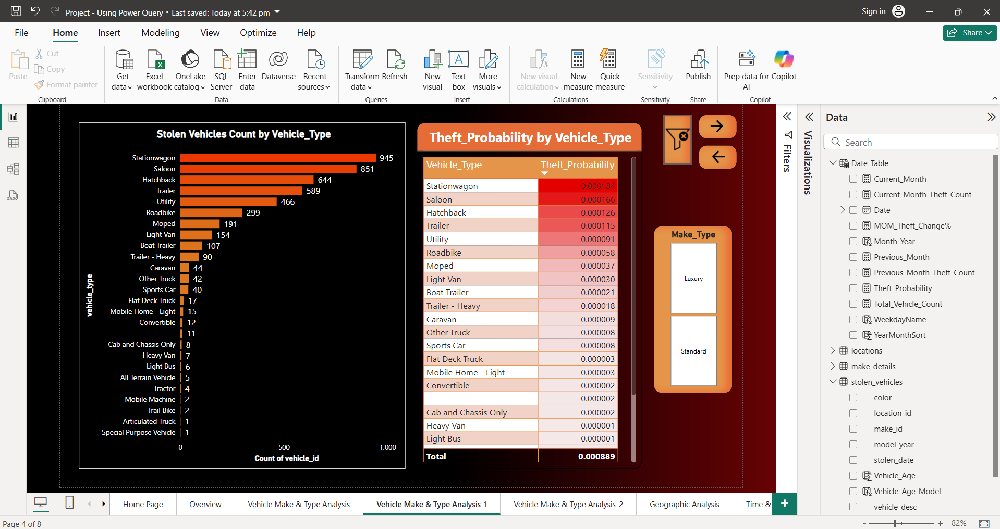 Project - Using Power Query • Last saved: Today at 5:42 pm
Sign in
File Home Insert Modeling View Optimize Help
Share
Paste
Cut
Copy
Format painter
Clipboard
Get data
Excel workbook
OneLake catalog
SQL Server
Enter data
Dataverse
Recent sources
Data
Transform data
Refresh
Queries
New visual
Text box
More visuals
Insert
New visual calculation
New measure
Quick measure
Calculations
Sensitivity
Sensitivity
Publish
Share
Prep data for AI
Copilot
Copilot
Stolen Vehicles Count by Vehicle_Type
vehicle_type
Stationwagon 945
Saloon 851
Hatchback 644
Trailer 589
Utility 466
Roadbike 299
Moped 191
Light Van 154
Boat Trailer 107
Trailer - Heavy 90
Caravan 44
Other Truck 42
Sports Car 40
Flat Deck Truck 17
Mobile Home - Light 15
Convertible 12
11
Cab and Chassis Only 8
Heavy Van 7
Light Bus 6
All Terrain Vehicle 5
Tractor 4
Mobile Machine 2
Trail Bike 2
Articulated Truck 1
Special Purpose Vehicle 1
0 500 1,000
Count of vehicle_id
Theft_Probability by Vehicle_Type
Vehicle_Type Theft_Probability
Stationwagon 0.000184
Saloon 0.000166
Hatchback 0.000126
Trailer 0.000115
Utility 0.000091
Roadbike 0.000058
Moped 0.000037
Light Van 0.000030
Boat Trailer 0.000021
Trailer - Heavy 0.000018
Caravan 0.000009
Other Truck 0.000008
Sports Car 0.000008
Flat Deck Truck 0.000003
Mobile Home - Light 0.000003
Convertible 0.000002
0.000002
Cab and Chassis Only 0.000002
Heavy Van 0.000001
Light Bus 0.000001
Total 0.000889
Make_Type
Luxury
Standard
Filters
Visualizations
Data
Search
Date_Table
Current_Month
Current_Month_Theft_Count
Date
MOM_Theft_Change%
Month_Year
Previous_Month
Previous_Month_Theft_Count
Theft_Probability
Total_Vehicle_Count
WeekdayName
YearMonthSort
locations
make_details
stolen_vehicles
color
location_id
make_id
model_year
stolen_date
Vehicle_Age
Vehicle_Age_Model
vehicle_desc
Home Page
Overview
Vehicle Make & Type Analysis
Vehicle Make & Type Analysis_1
Vehicle Make & Type Analysis_2
Geographic Analysis
Time &
+
Page 4 of 8
- + 82%